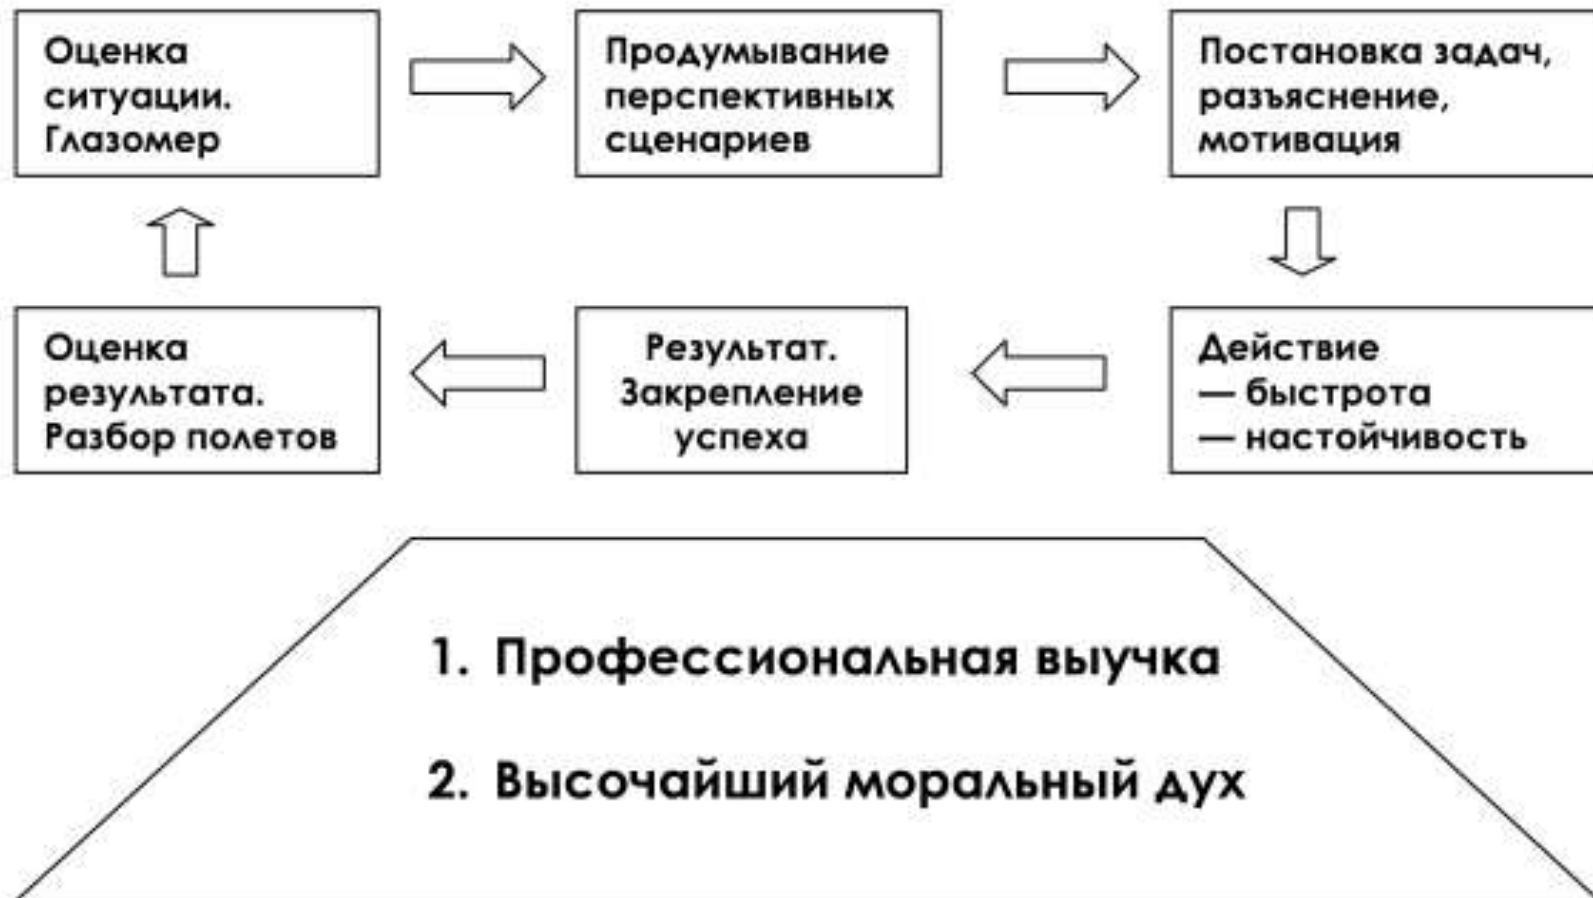 Оценка
ситуации.
Глазомер
Продумывание
перспективных
сценариев
Постановка задач,
разъяснение,
мотивация
Оценка
результата.
Разбор полетов
Результат.
Закрепление
успеха
Действие
— быстрота
— настойчивость
1. Профессиональная выучка
2. Высочайший моральный дух